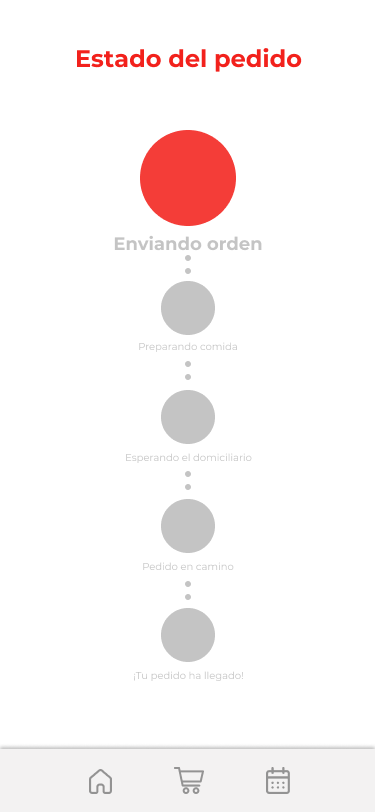 Estado del pedido
Enviando orden
Preparando comida
Esperando el domiciliario
Pedido en camino
¡Tu pedido ha llegado!